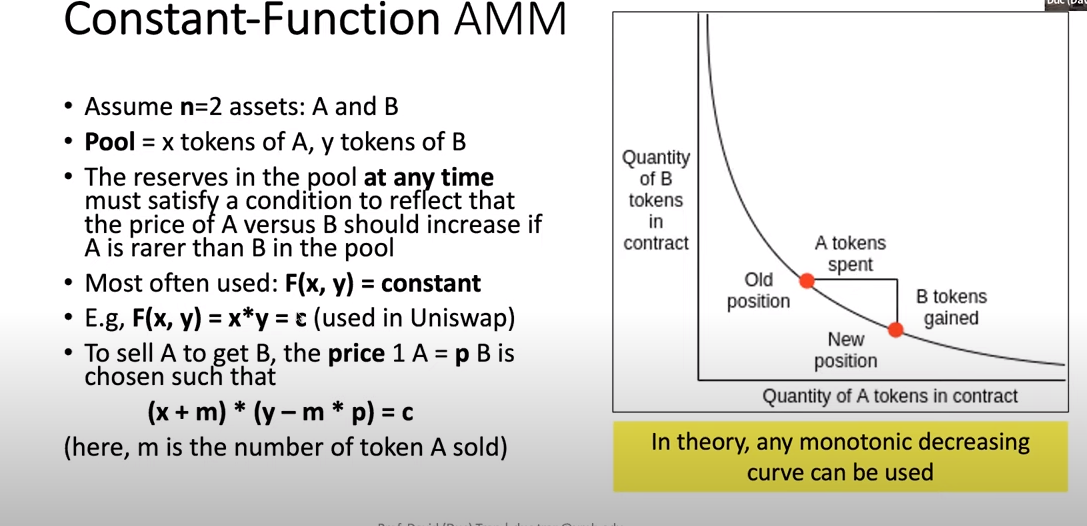 Constant-Function AMM
• Assume n=2 assets: A and B
• Pool = x tokens of A, y tokens of B
• The reserves in the pool at any time
must satisfy a condition to reflect that
the price of A versus B should increase if
A is rarer than B in the pool
• Most often used: F(x, y) = constant
• E.g, F(x, y) = x*y = c (used in Uniswap)
• To sell A to get B, the price 1 A = p B is
chosen such that
(x + m) * (y – m * p) = c
(here, m is the number of token A sold)
Quantity
of B
tokens
in
contract
A tokens
spent
Old
position
B tokens
gained
New
position
Quantity of A tokens in contract
In theory, any monotonic decreasing
curve can be used